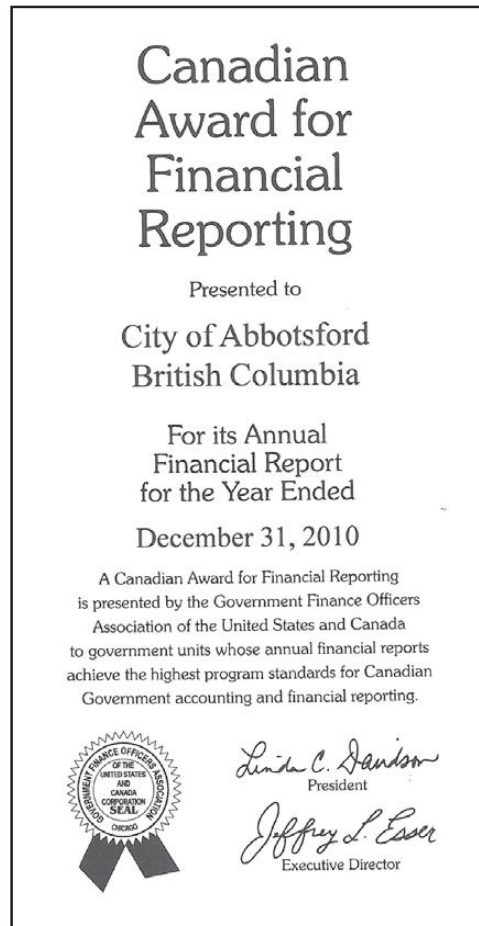 Canadian
Award for
Financial
Reporting
Presented to
City of Abbotsford
British Columbia
For its Annual
Financial Report
for the Year Ended
December 31, 2010
A Canadian Award for Financial Reporting
is presented by the Government Finance Officers
Association of the United States and Canada
to government units whose annual financial reports
achieve the highest program standards for Canadian
Government accounting and financial reporting.
GOVERNMENT FINANCE OFFICERS ASSOCIATION
OF THE
UNITED STATES
AND
CANADA
CORPORATION
SEAL
CHICAGO
Linda C. Davidson
President
Jeffrey L. Esser
Executive Director